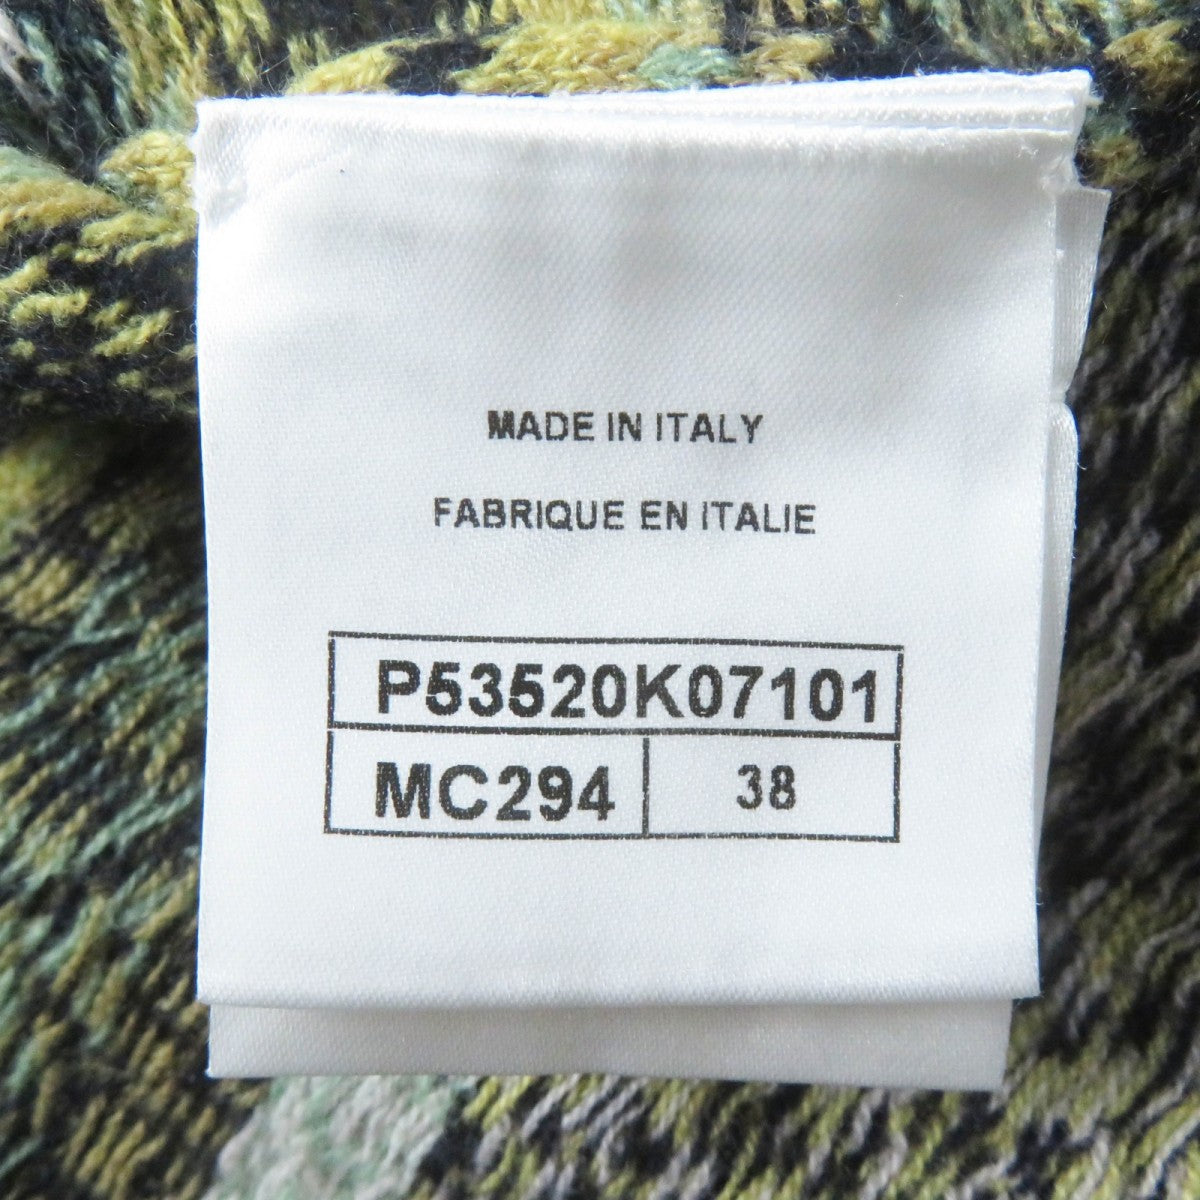 MADE IN ITALY
FABRIQUE EN ITALIE
P53520K07101
MC294 38